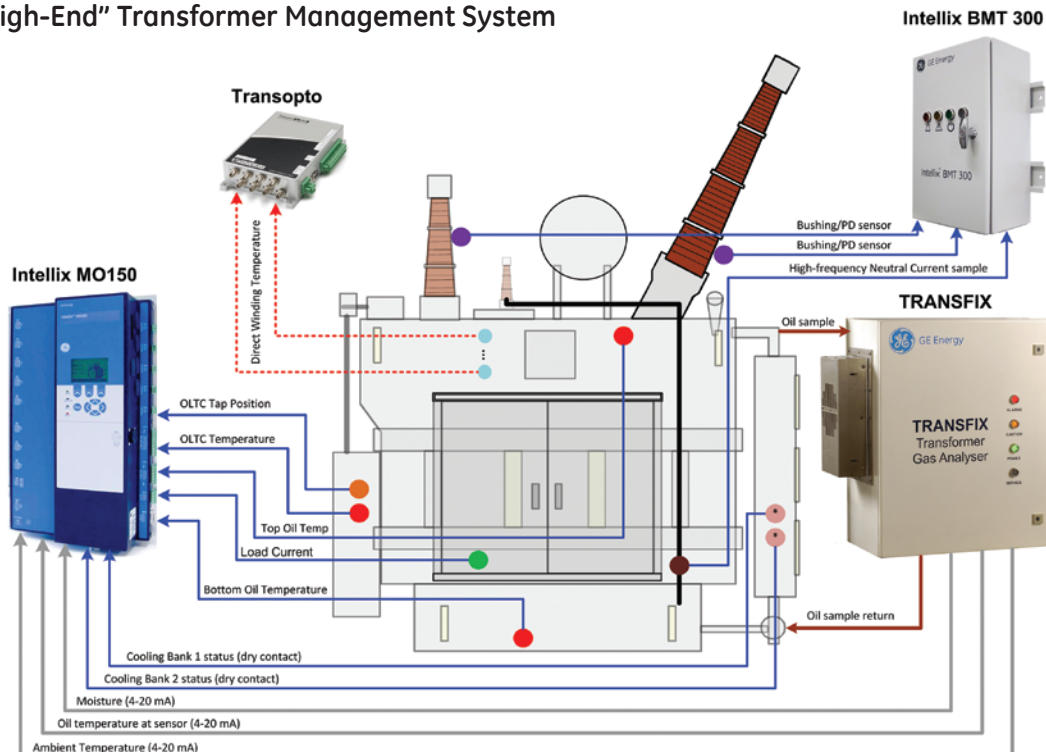 igh-End” Transformer Management System
Intellix BMT 300
Transopto
GE Energy
Intellix BMT 300
Bushing/PD sensor
Bushing/PD sensor
High-frequency Neutral Current sample
Direct Winding Temperature
Intellix MO150
TRANSFIX
Oil sample
GE Energy
OLTC Tap Position
TRANSFIX
Transformer
Gas Analyser
OLTC Temperature
Top Oil Temp
Load Current
Bottom Oil Temperature
Oil sample return
Cooling Bank 1 status (dry contact)
Cooling Bank 2 status (dry contact)
Moisture (4-20 mA)
Oil temperature at sensor (4-20 mA)
Ambient Temperature (4-20 mA)